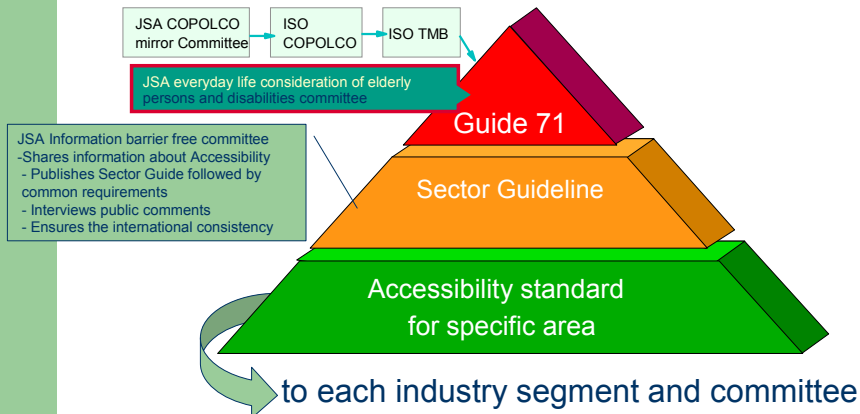 JSA COPOLCO
mirror Committee
ISO
COPOLCO
ISO TMB
JSA everyday life consideration of elderly
persons and disabilities committee
Guide 71
JSA Information barrier free committee
-Shares information about Accessibility
- Publishes Sector Guide followed by
common requirements
- Interviews public comments
- Ensures the international consistency
Sector Guideline
Accessibility standard
for specific area
to each industry segment and committee